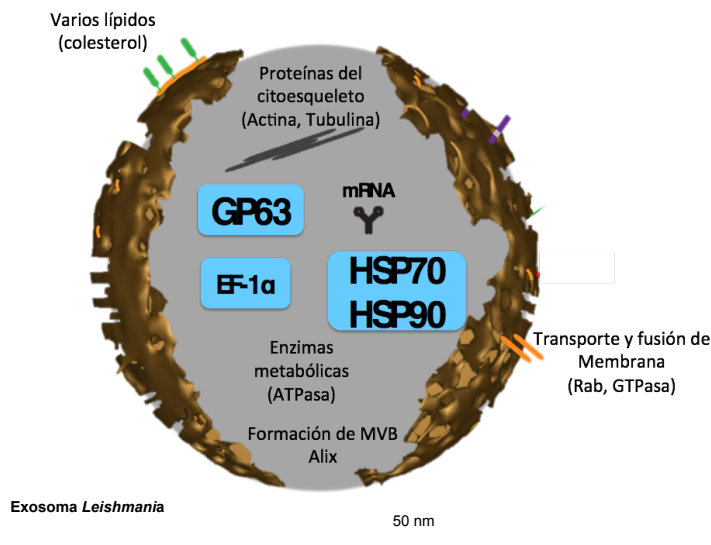 Varios lípidos
(colesterol)
Proteínas del
citoesqueleto
(Actina, Tubulina)
mRNA
GP63
EF-1α
HSP70
HSP90
Transporte y fusión de
Membrana
(Rab, GTPasa)
Enzimas
metabólicas
(ATPasa)
Formación de MVB
Alix
Exosoma Leishmania
50 nm